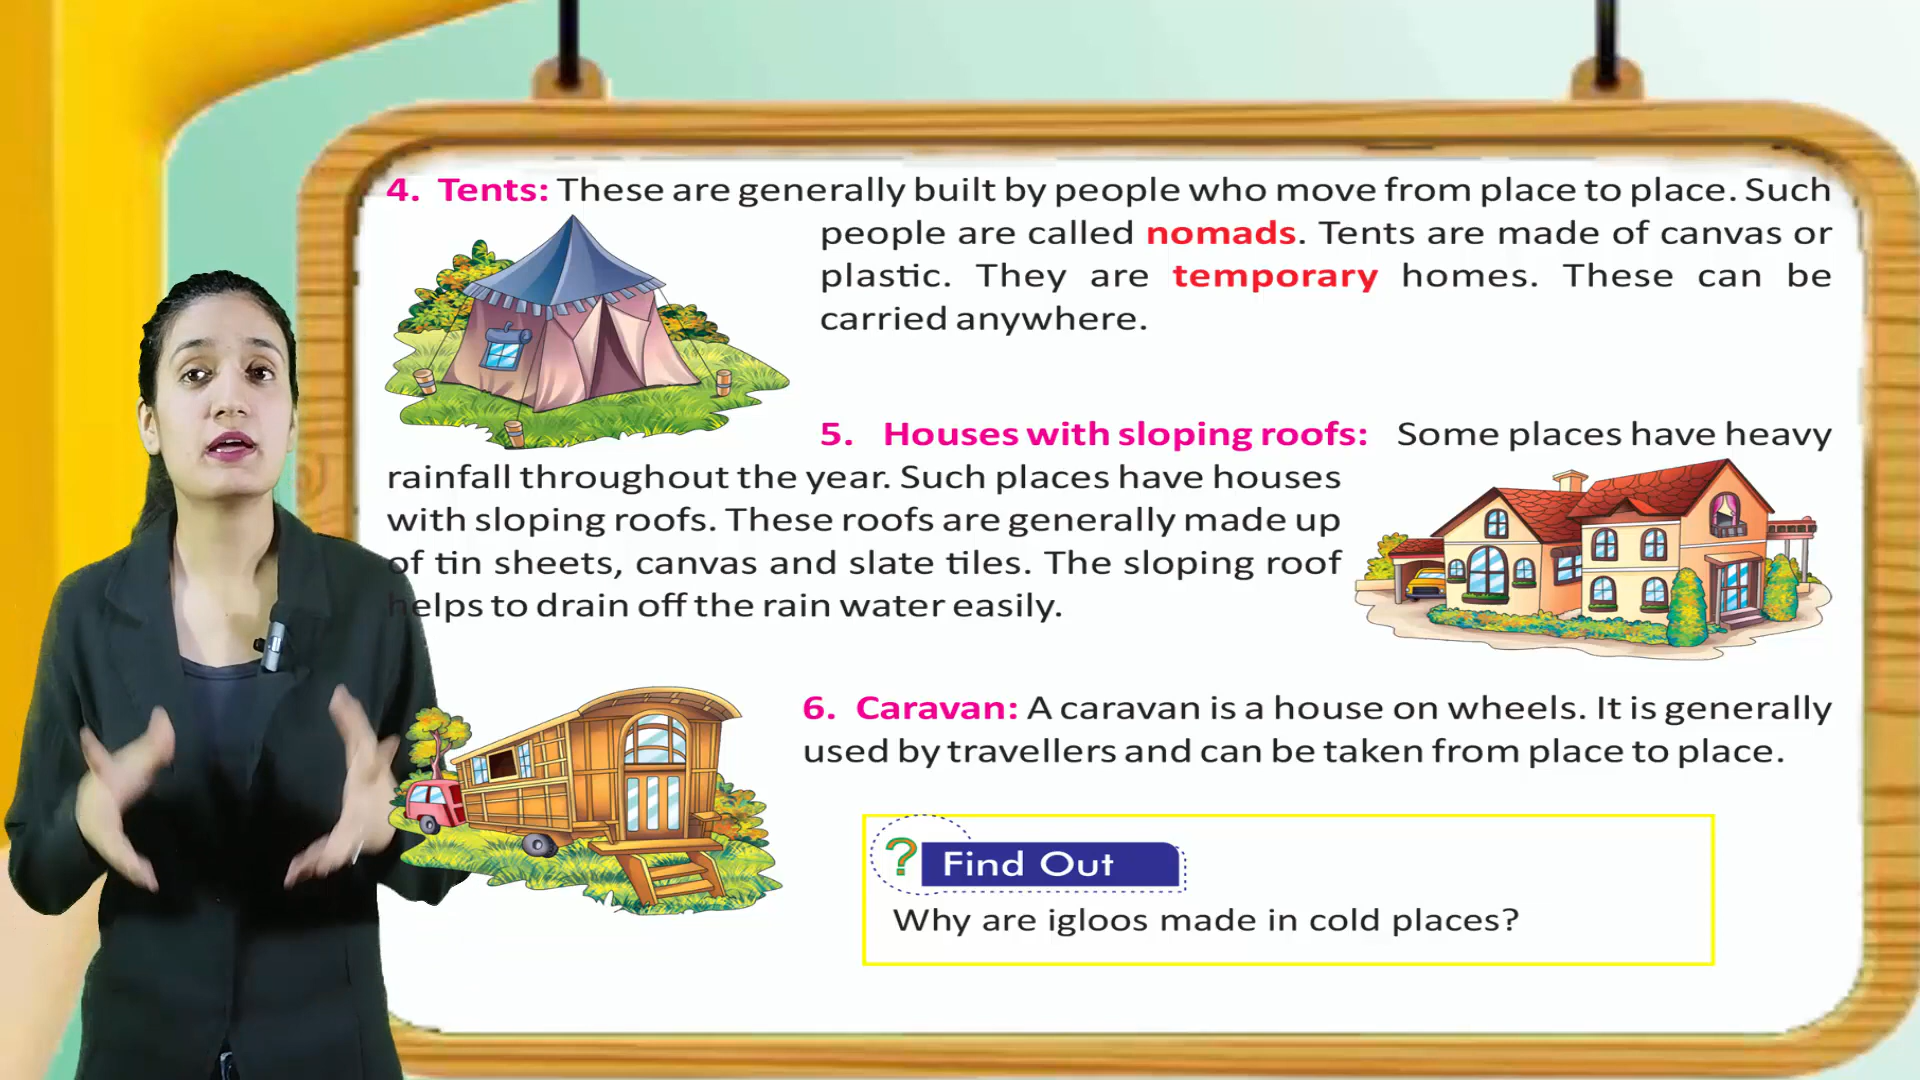 4. Tents: These are generally built by people who move from place to place. Such
people are called nomads. Tents are made of canvas or
plastic. They are temporary homes. These can be
carried anywhere.
5. Houses with sloping roofs: Some places have heavy
rainfall throughout the year. Such places have houses
with sloping roofs. These roofs are generally made up
of tin sheets, canvas and slate tiles. The sloping roof
helps to drain off the rain water easily.
6. Caravan: A caravan is a house on wheels. It is generally
used by travellers and can be taken from place to place.
? Find Out
Why are igloos made in cold places?